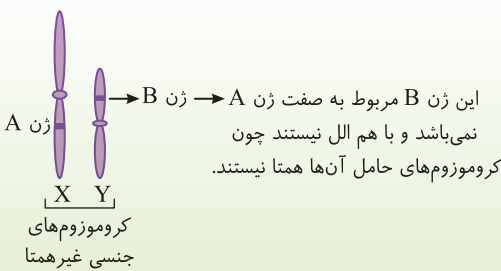 ژن B
این ژن B مربوط به صفت ژن A
نمی‌باشد و با هم الل نیستند چون
کروموزوم‌های حامل آن‌ها همتا نیستند.
ژن A
X Y
کروموزوم‌های
جنسی غیرهمتا